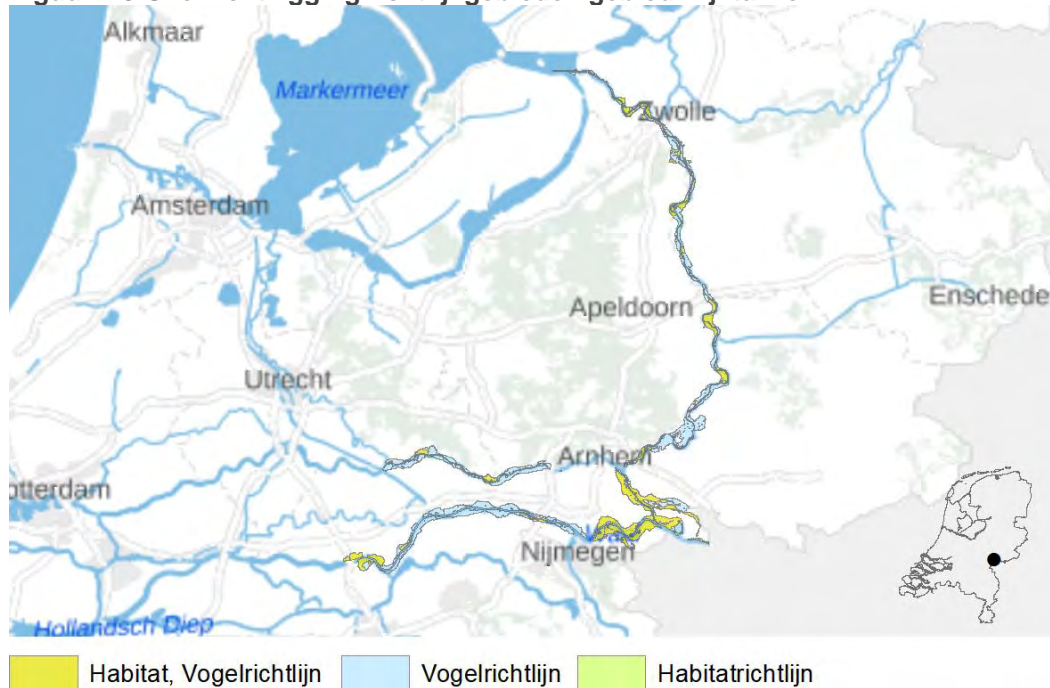 Alkmaar
Markermeer
Zwolle
Amsterdam
Apeldoorn
Enschede
Utrecht
Arnhem
otterdam
Nijmegen
Hollandsch Diep
Habitat, Vogelrichtlijn
Vogelrichtlijn
Habitatrichtlijn